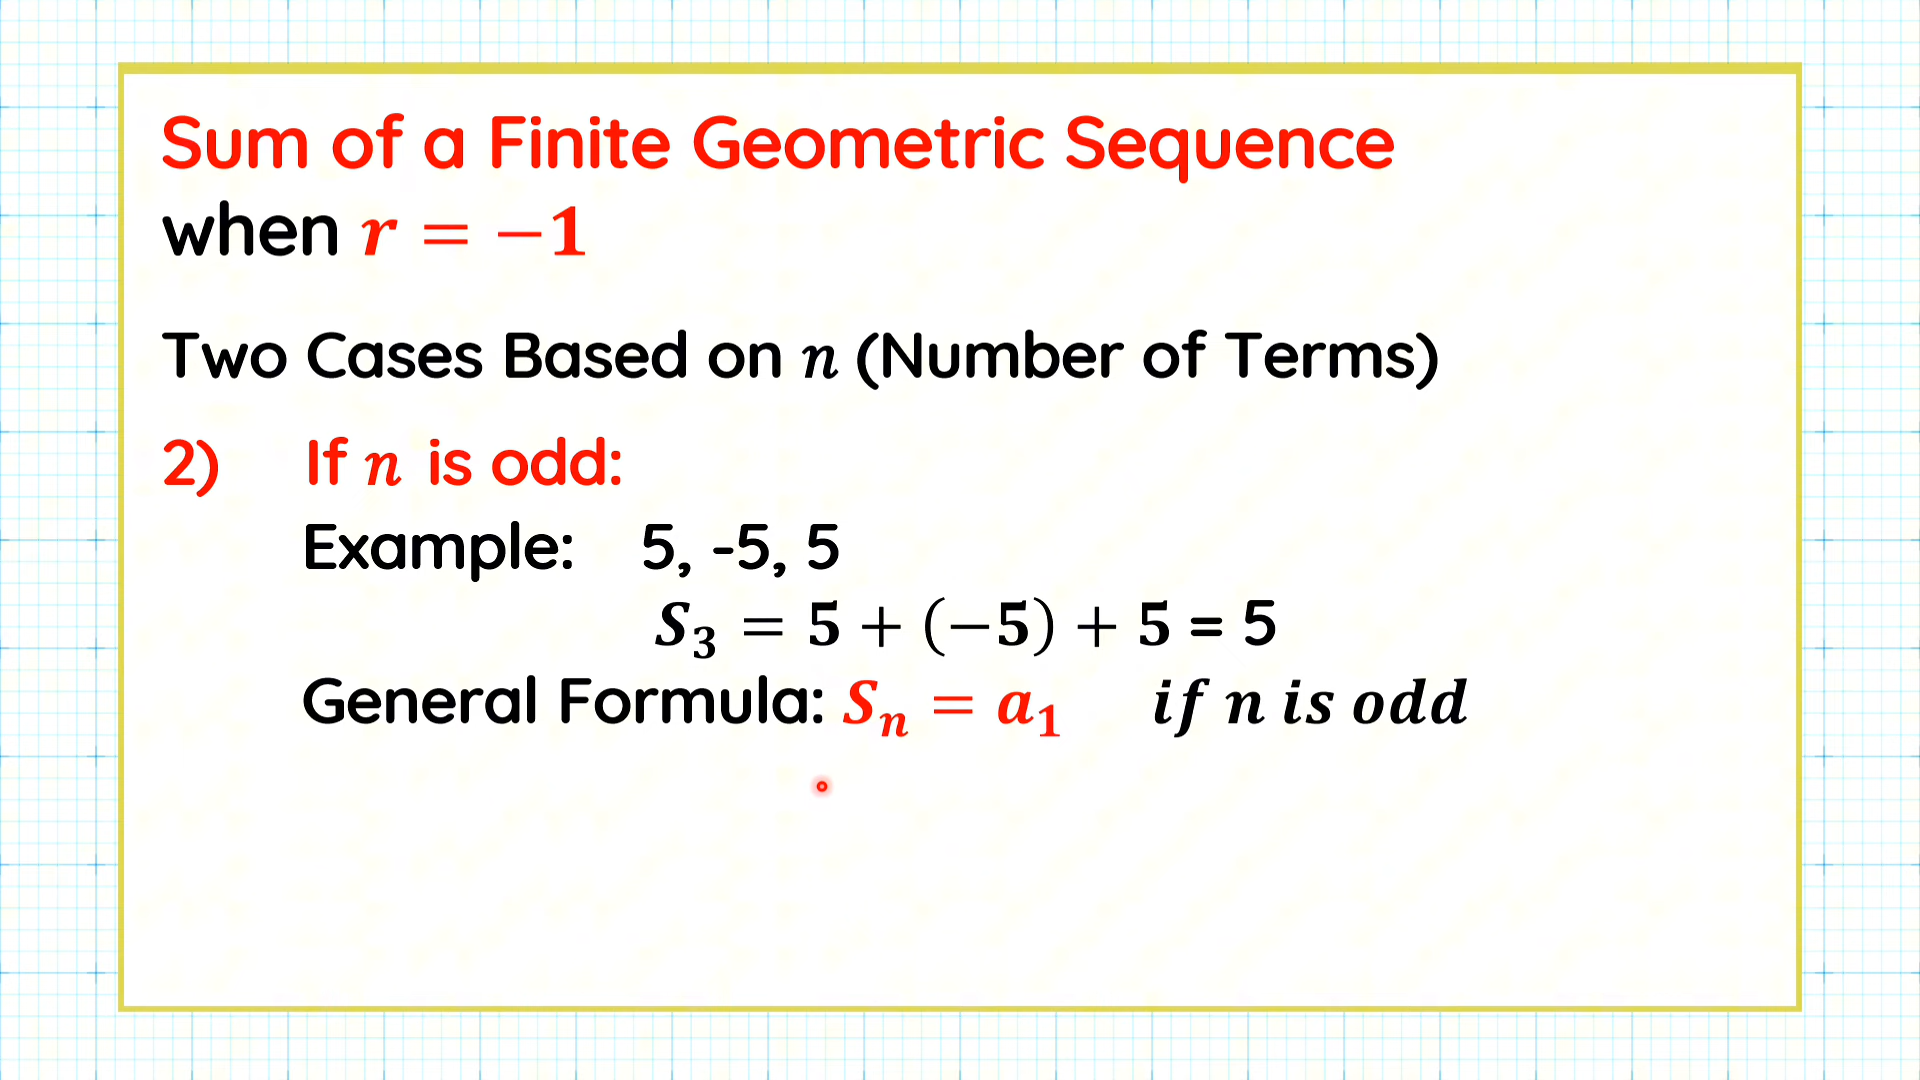 Sum of a Finite Geometric Sequence
when r = −1
Two Cases Based on n (Number of Terms)
2) If n is odd:
Example: 5, -5, 5
S₃ = 5 + (−5) + 5 = 5
General Formula: Sₙ = a₁ if n is odd